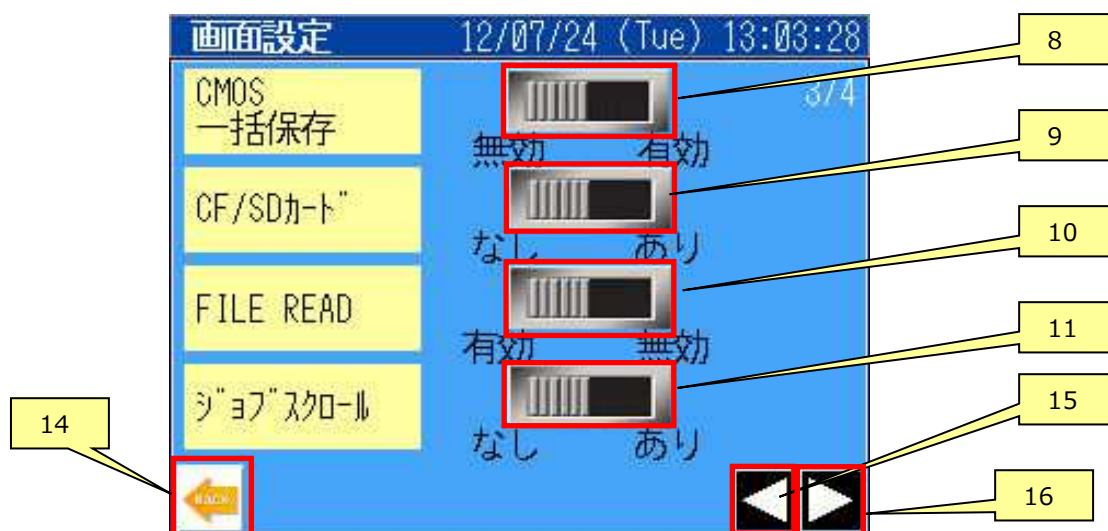 画面設定 12/07/24 (Tue) 13:03:28
8
3/4
CMOS
一括保存
無効 有効
9
CF/SDｶｰﾄﾞ
なし あり
10
FILE READ
有効 無効
11
ｼﾞｮﾌﾞｽｸﾛｰﾙ
なし あり
15
14
BACK
16